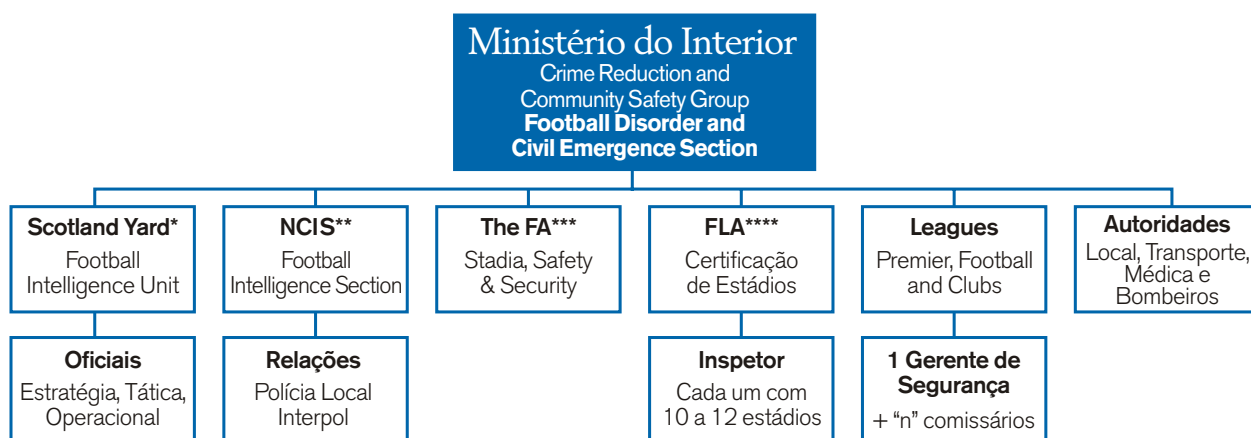 Ministério do Interior
Crime Reduction and
Community Safety Group
Football Disorder and
Civil Emergence Section
Scotland Yard*
Football
Intelligence Unit
NCIS**
Football
Intelligence Section
The FA***
Stadia, Safety
& Security
FLA****
Certificação
de Estádios
Leagues
Premier, Football
and Clubs
Autoridades
Local, Transporte,
Médica e
Bombeiros
Oficiais
Estratégia, Tática,
Operacional
Relações
Polícia Local
Interpol
Inspetor
Cada um com
10 a 12 estádios
1 Gerente de
Segurança
+ “n” comissários